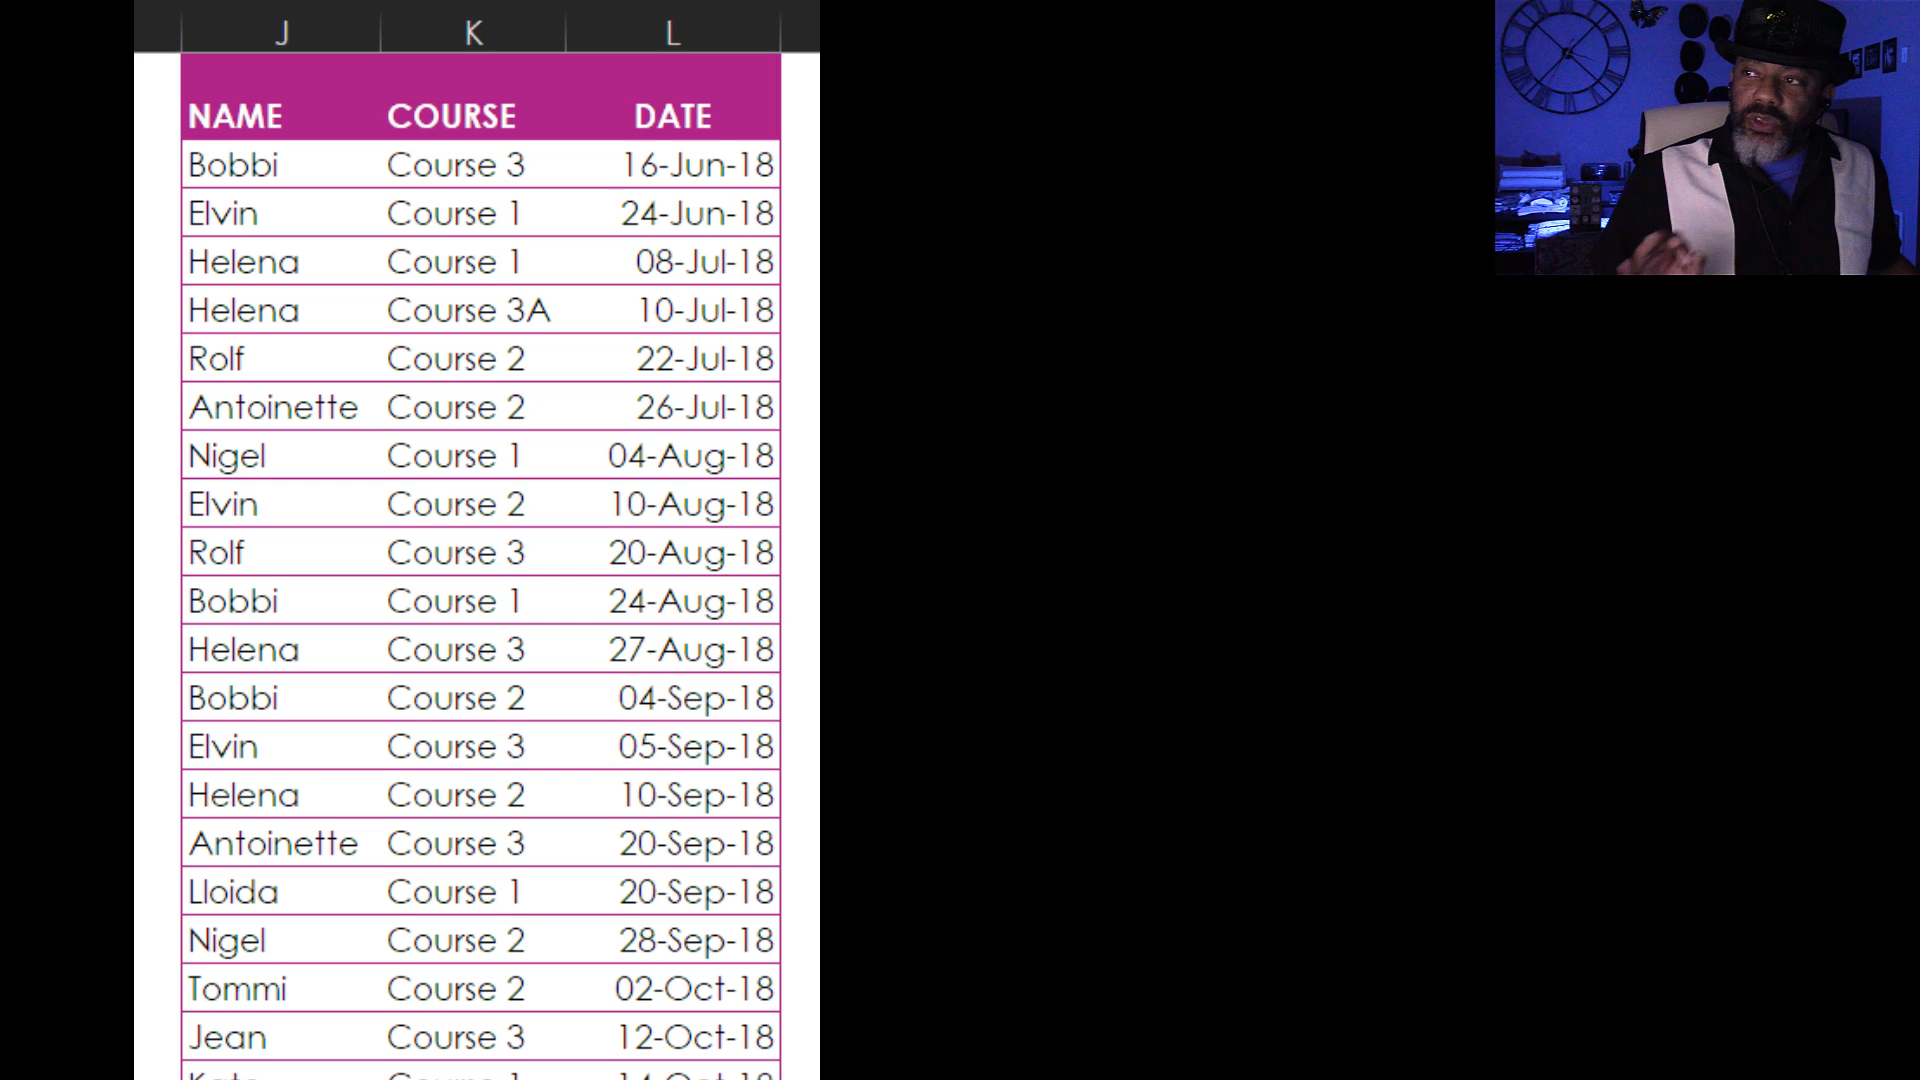 J K L
NAME COURSE DATE
Bobbi Course 3 16-Jun-18
Elvin Course 1 24-Jun-18
Helena Course 1 08-Jul-18
Helena Course 3A 10-Jul-18
Rolf Course 2 22-Jul-18
Antoinette Course 2 26-Jul-18
Nigel Course 1 04-Aug-18
Elvin Course 2 10-Aug-18
Rolf Course 3 20-Aug-18
Bobbi Course 1 24-Aug-18
Helena Course 3 27-Aug-18
Bobbi Course 2 04-Sep-18
Elvin Course 3 05-Sep-18
Helena Course 2 10-Sep-18
Antoinette Course 3 20-Sep-18
Lloida Course 1 20-Sep-18
Nigel Course 2 28-Sep-18
Tommi Course 2 02-Oct-18
Jean Course 3 12-Oct-18